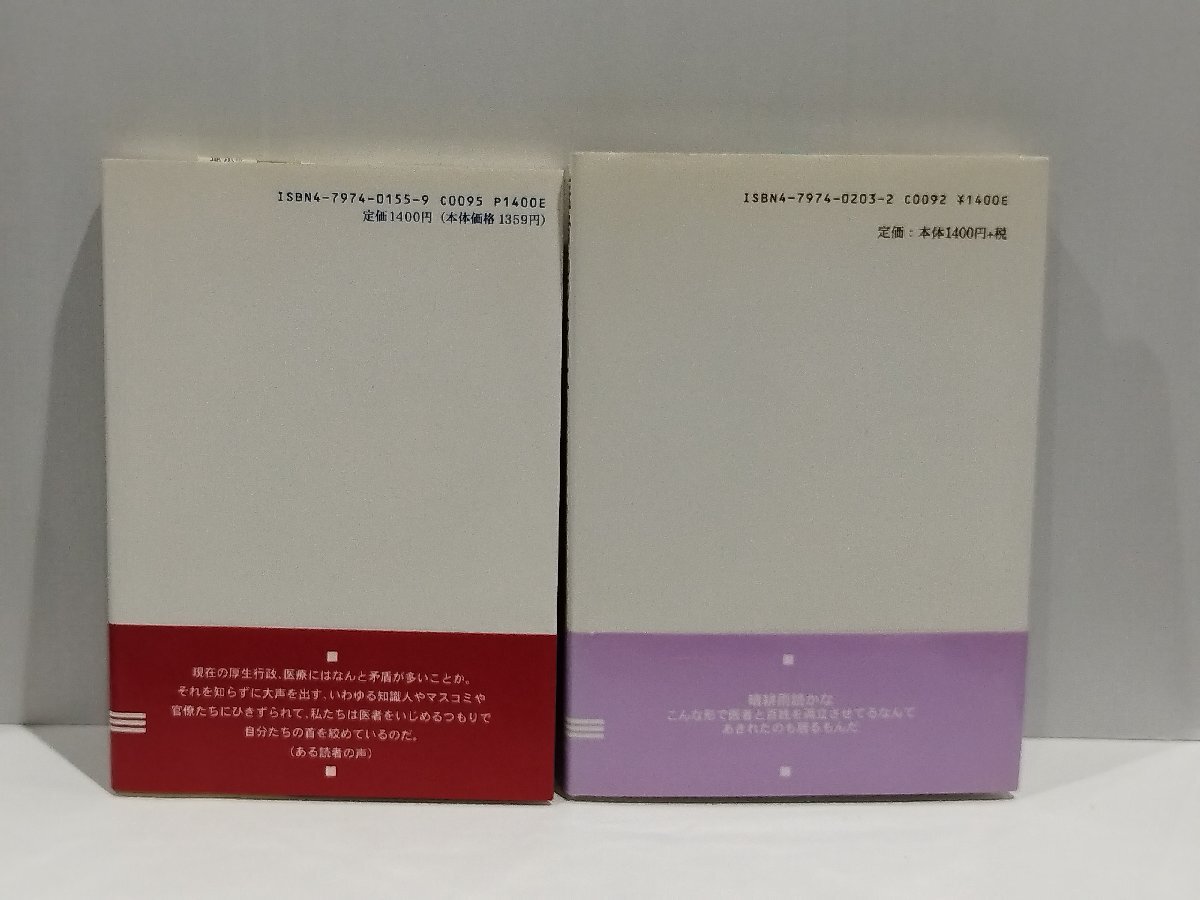 ISBN4-7974-0155-9 C0095 P1400E
定価1400円（本体価格1359円）
現在の厚生行政、医療にはなんと矛盾が多いことか。
それを知らずに大声を出す、いわゆる知識人やマスコミや
官僚たちにひきずられて、私たちは医者をいじめるつもりで
自分たちの首を絞めているのだ。
（ある読者の声）
ISBN4-7974-0203-2 C0092 ¥1400E
定価：本体1400円+税
晴耕雨読かな
こんな形で医者と百姓を両立させてるなんて
あきれたのも居るもんだ